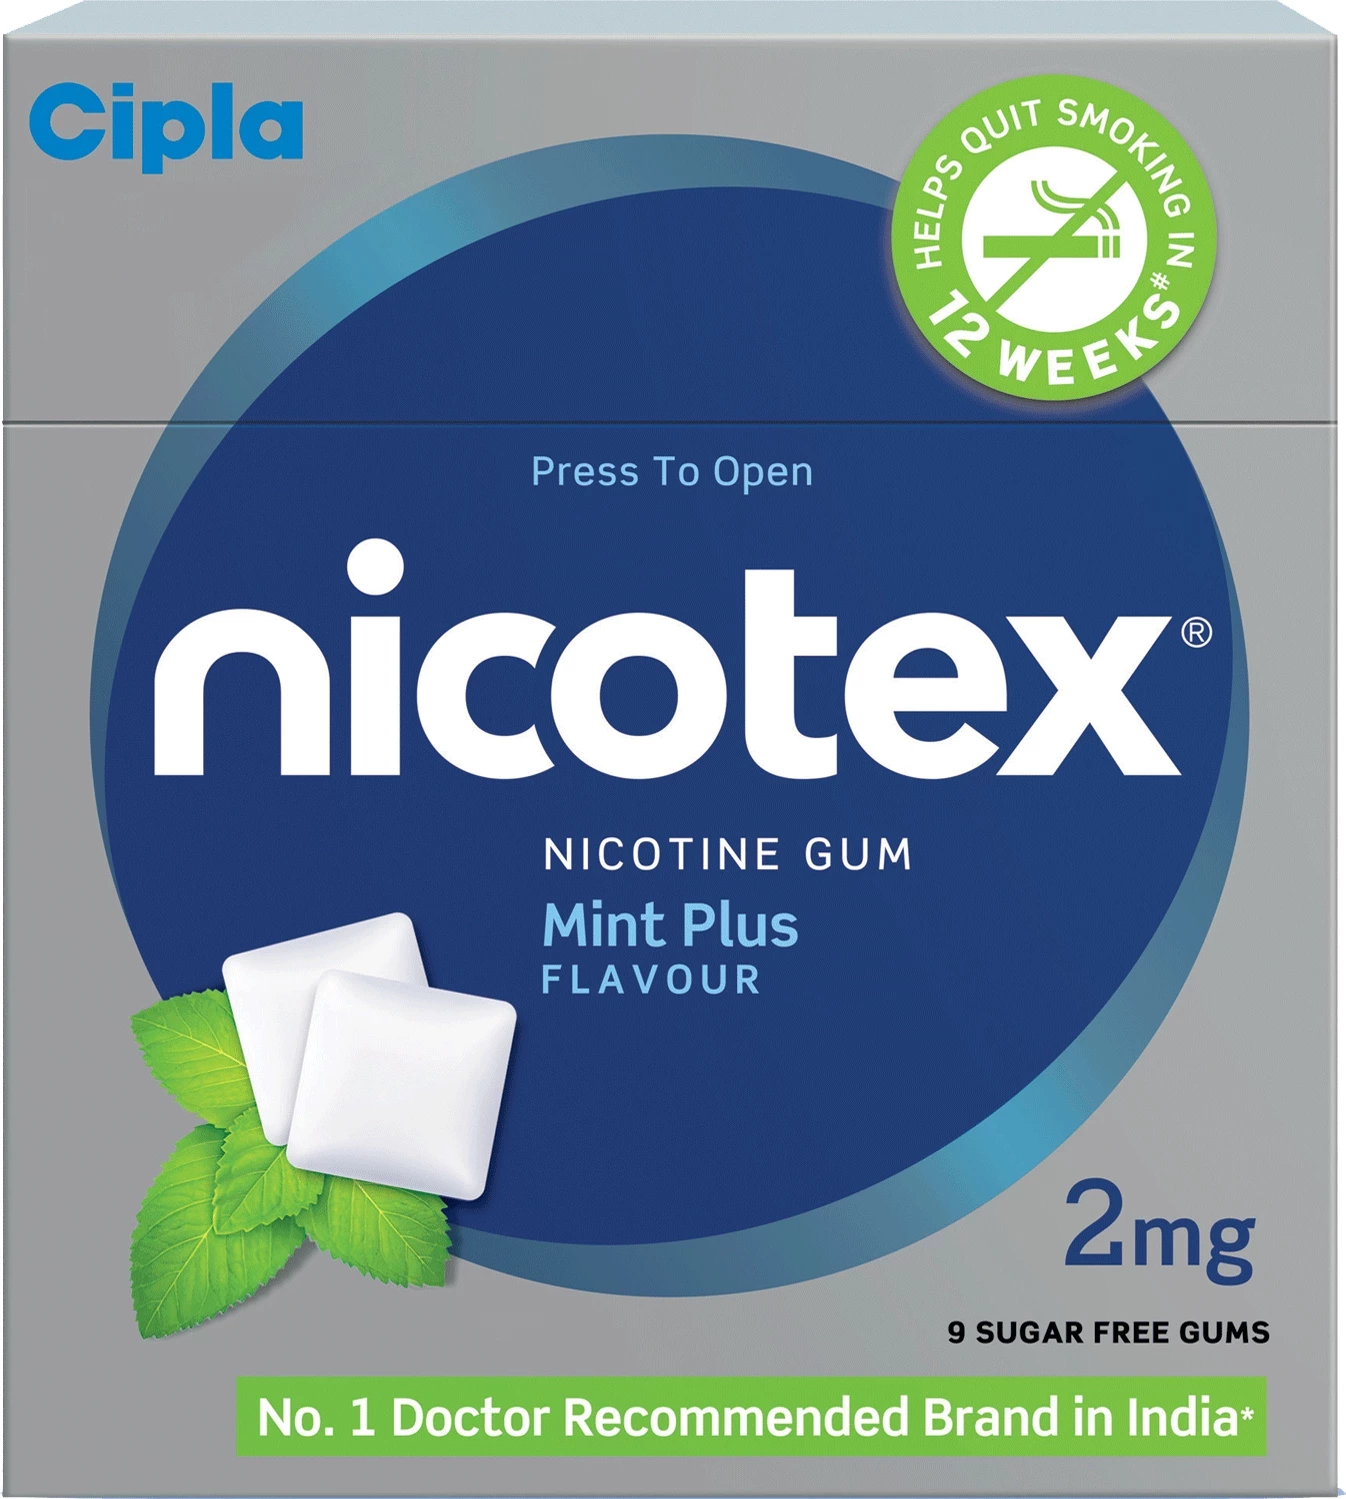 Cipla
HELPS QUIT SMOKING IN
12 WEEKS#
Press To Open
nicotex®
NICOTINE GUM
Mint Plus
FLAVOUR
2mg
9 SUGAR FREE GUMS
No. 1 Doctor Recommended Brand in India*